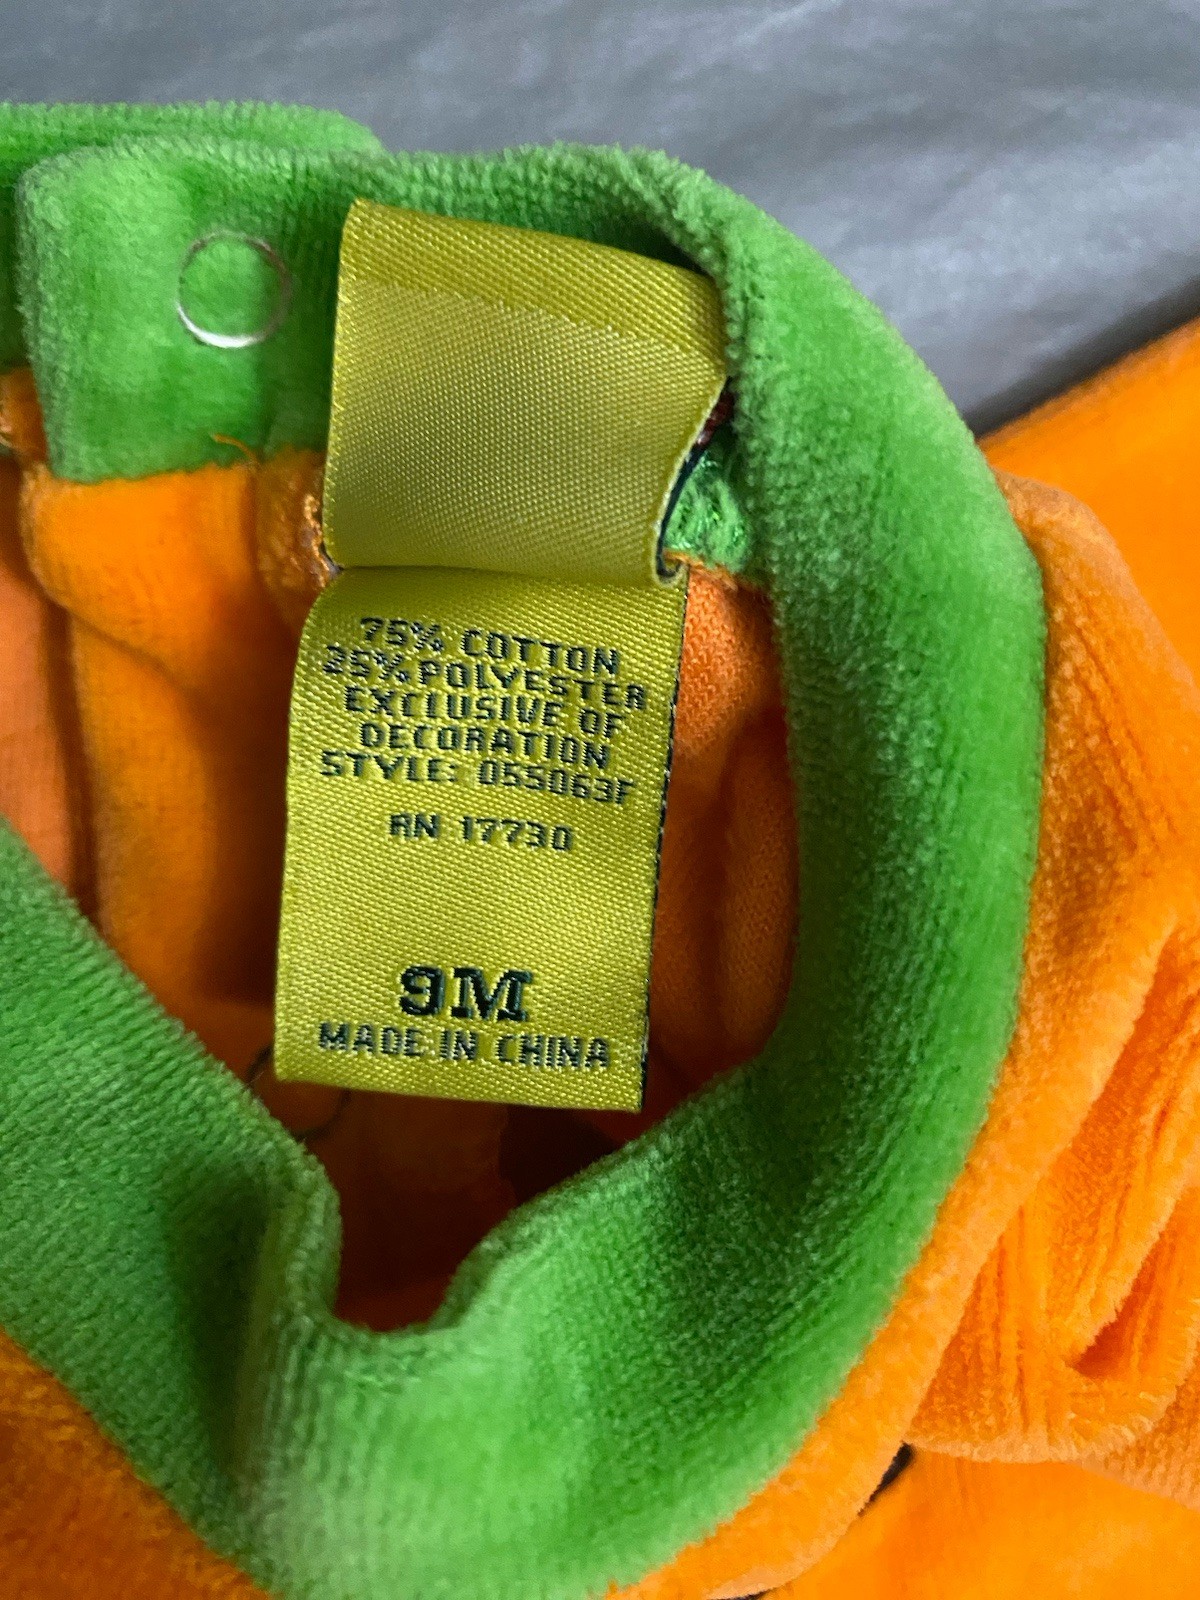 75% COTTON
25% POLYESTER
EXCLUSIVE OF
DECORATION
STYLE: 055063F
RN 17730
9M
MADE IN CHINA